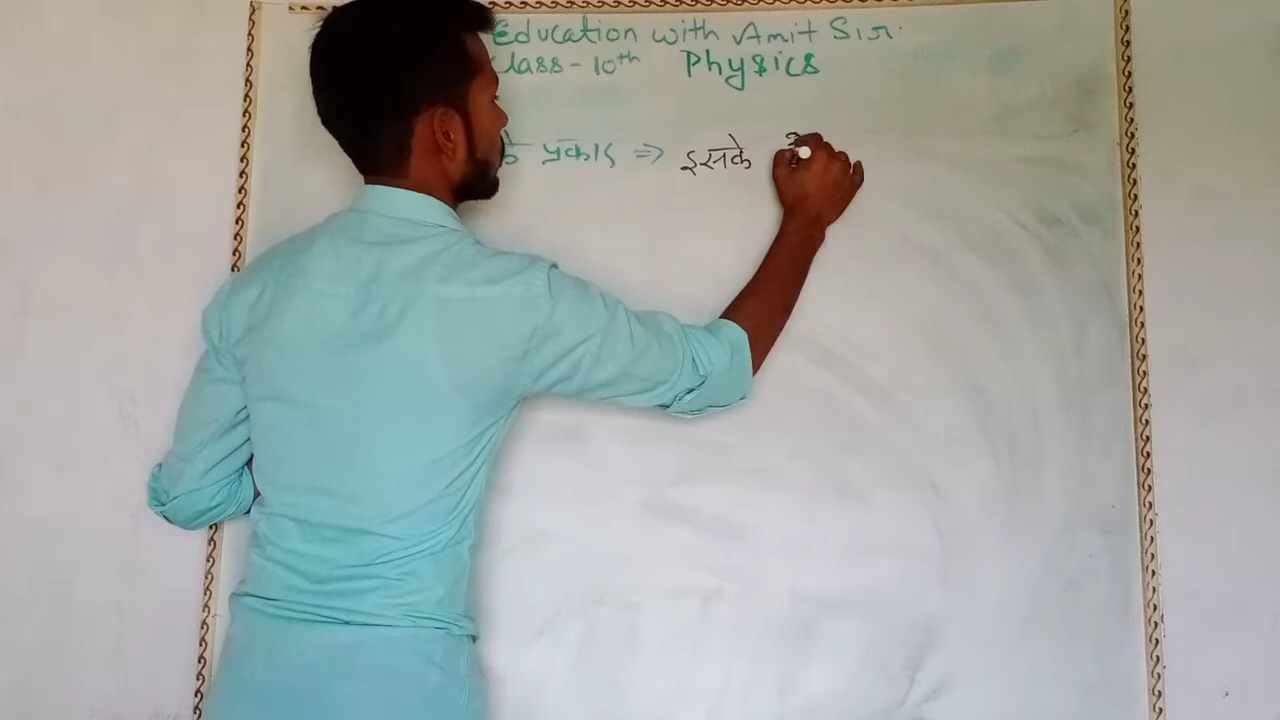 Education with Amit Sir.
Class-10th Physics
के प्रकार ⇒ इसके